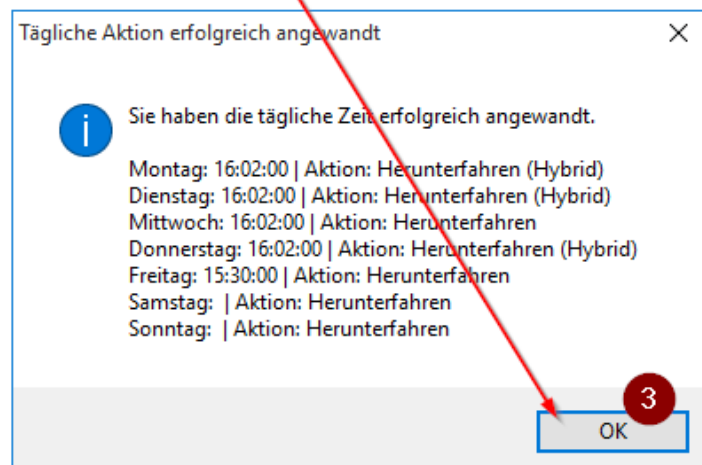 Tägliche Aktion erfolgreich angewandt
Sie haben die tägliche Zeit erfolgreich angewandt.
Montag: 16:02:00 | Aktion: Herunterfahren (Hybrid)
Dienstag: 16:02:00 | Aktion: Herunterfahren (Hybrid)
Mittwoch: 16:02:00 | Aktion: Herunterfahren
Donnerstag: 16:02:00 | Aktion: Herunterfahren (Hybrid)
Freitag: 15:30:00 | Aktion: Herunterfahren
Samstag:  | Aktion: Herunterfahren
Sonntag:  | Aktion: Herunterfahren
3
OK